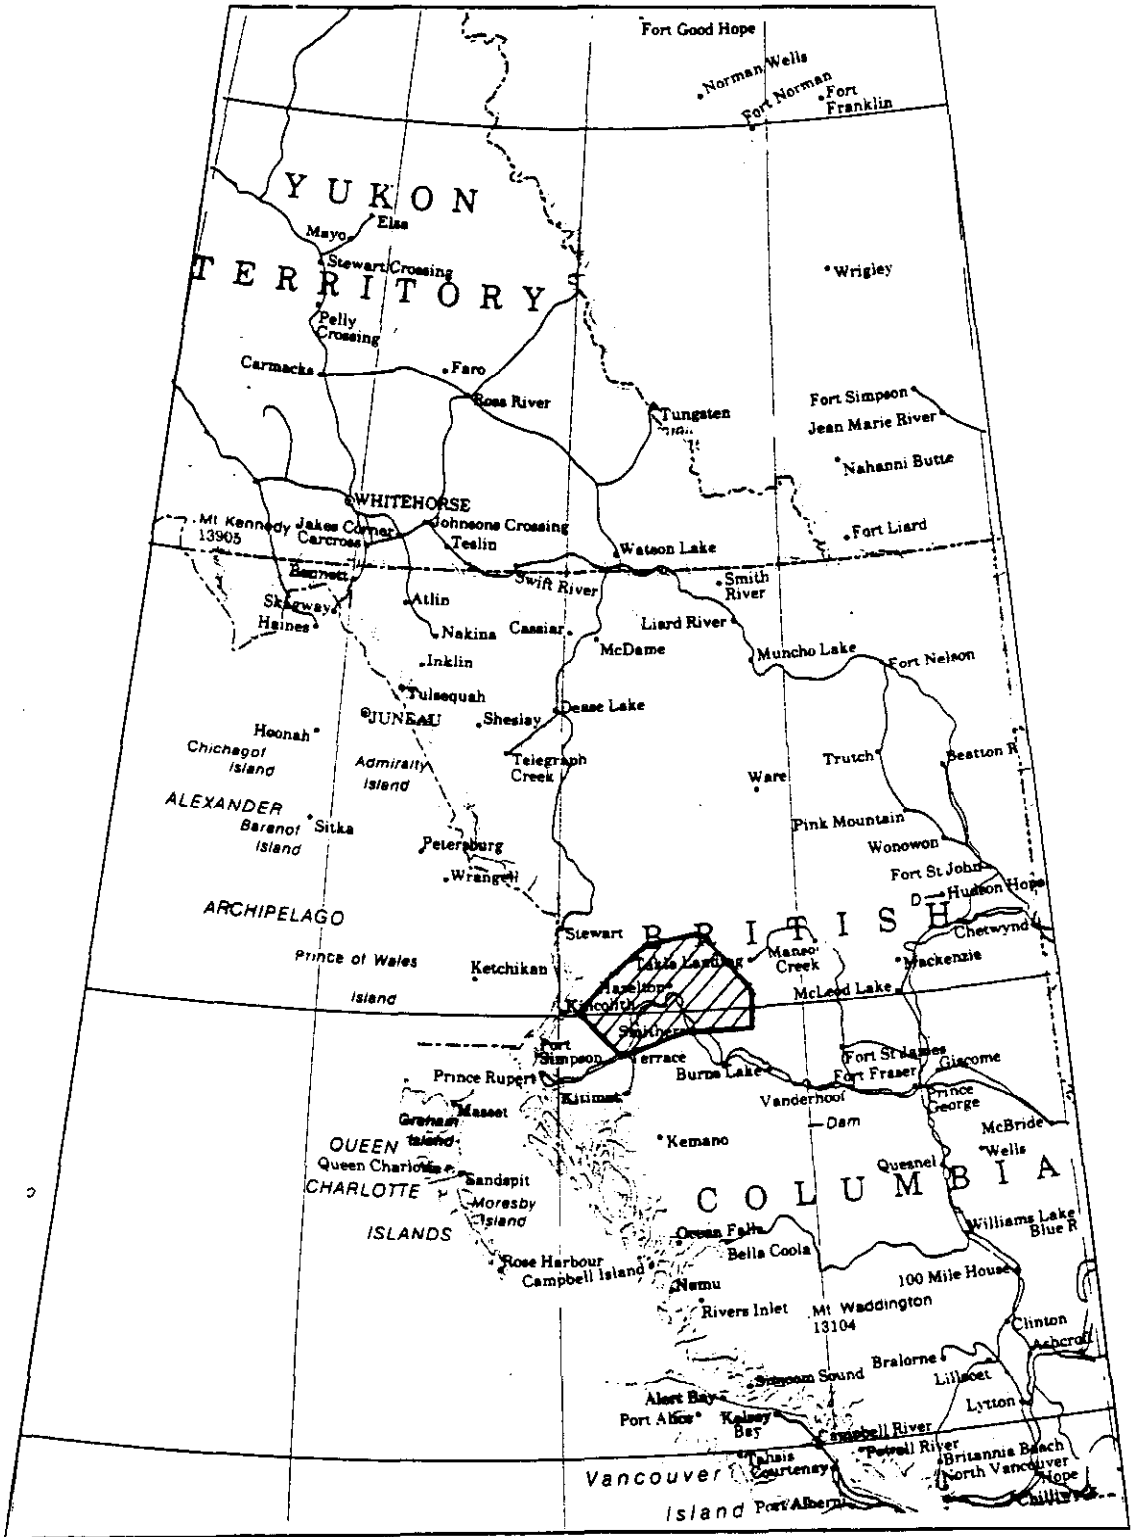 Fort Good Hope
Norman Wells
Fort Norman
Fort
Franklin
YUKON
Elsa
Mayo
Stewart Crossing
TERRITORY
Wrigley
Pelly
Crossing
Carmacks
Faro
Ross River
Fort Simpson
Jean Marie River
Tungsten
Nahanni Butte
WHITEHORSE
Mt Kennedy
13905
Jakes Corner
Carcross
Johnsons Crossing
Teslin
Fort Liard
Watson Lake
Bennett
Swift River
Smith
River
Skagway
Haines
Atlin
Nakina
Cassiar
McDame
Liard River
Muncho Lake
Fort Nelson
Inklin
Tulsequah
JUNEAU
Sheslay
Dease Lake
Hoonah
Chichagof
Island
Admiralty
Island
Telegraph
Creek
Ware
Trutch
Beatton R
ALEXANDER
Baranof
Island
Sitka
Pink Mountain
Wonowon
Petersburg
Wrangell
Fort St John
D
Hudson Hope
ARCHIPELAGO
Stewart
BRITISH
Chetwynd
Prince of Wales
Island
Ketchikan
Takla Landing
Manso
Creek
Mackenzie
Hazelton
Kincolith
McLeod Lake
Smithers
Port
Simpson
Terrace
Fort St James
Giscome
Prince Rupert
Burns Lake
Fort Fraser
Kitimat
Vanderhoof
Prince
George
Masset
Graham
Island
Dam
McBride
Kemano
QUEEN
Queen Charlotte
Quesnel
Wells
Sandspit
CHARLOTTE
COLUMBIA
Moresby
Island
ISLANDS
Williams Lake
Blue R
Ocean Falls
Bella Coola
Rose Harbour
Campbell Island
100 Mile House
Namu
Rivers Inlet
Mt Waddington
13104
Clinton
Ashcroft
Bralorne
Lillooet
Simoom Sound
Alert Bay
Lytton
Port Alice
Kelsey
Bay
Campbell River
Powell River
Tahsis
Courtenay
Britannia Beach
North Vancouver
Hope
Vancouver
Island
Port Alberni
Chilliwack